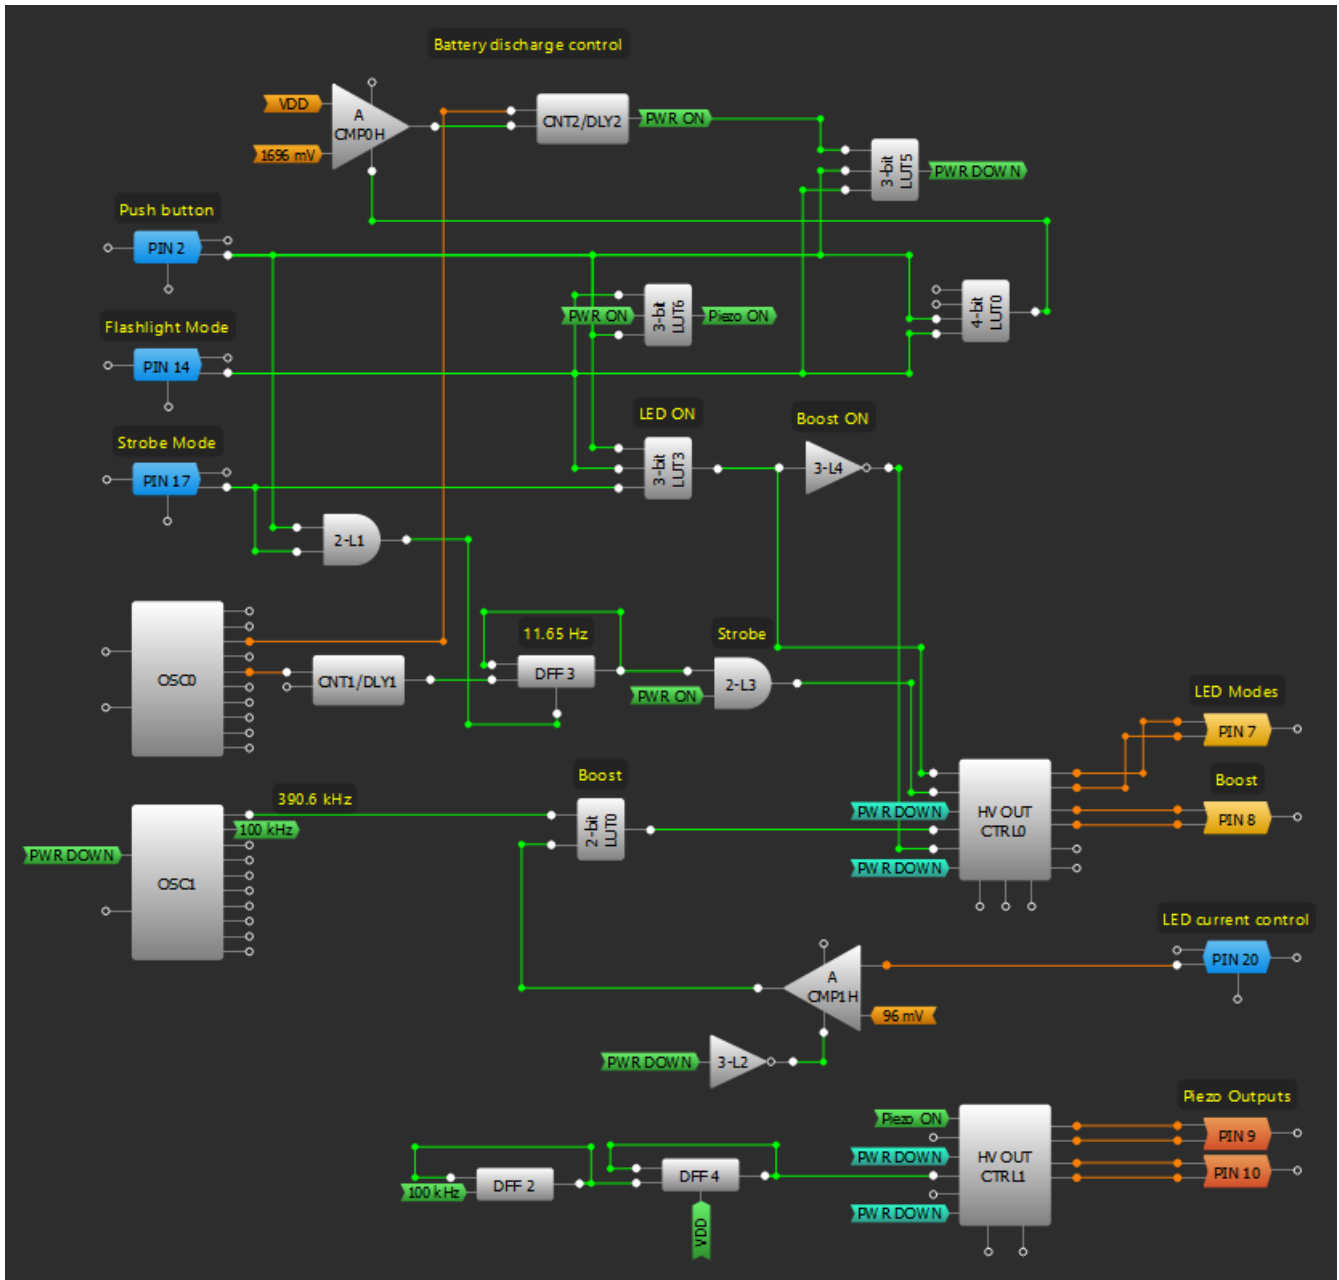 Battery discharge control
VDD
A
CMP0H
1696 mV
CNT2/DLY2
PWR ON
3-bit
LUT5
PWR DOWN
Push button
PIN 2
PWR ON
3-bit
LUT6
Piezo ON
4-bit
LUT0
Flashlight Mode
PIN 14
LED ON
3-bit
LUT3
Boost ON
3-L4
Strobe Mode
PIN 17
2-L1
OSC0
CNT1/DLY1
11.65 Hz
DFF 3
PWR ON
Strobe
2-L3
LED Modes
PIN 7
Boost
PIN 8
390.6 kHz
100 kHz
PWR DOWN
OSC1
Boost
2-bit
LUT0
PWR DOWN
PWR DOWN
HV OUT
CTRL0
LED current control
PIN 20
A
CMP1H
96 mV
PWR DOWN
3-L2
Piezo Outputs
PIN 9
PIN 10
Piezo ON
PWR DOWN
PWR DOWN
HV OUT
CTRL1
100 kHz
DFF 2
DFF 4
VDD